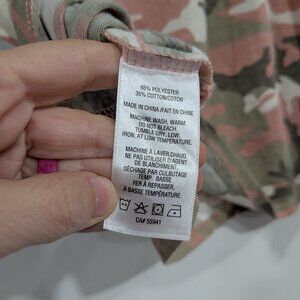 65% POLYESTER
35% COTTON/COTON
MADE IN CHINA /FAIT EN CHINE
MACHINE WASH, WARM.
DO NOT BLEACH.
TUMBLE DRY, LOW.
IRON, AT LOW TEMPERATURE.
MACHINE À LAVER/CHAUD.
NE PAS UTILISER D'AGENT
DE BLANCHIMENT.
SÉCHAGE PAR CULBUTAGE
TEMP. BASSE
FER À REPASSER,
À BASSE TEMPÉRATURE.
CA# 55941